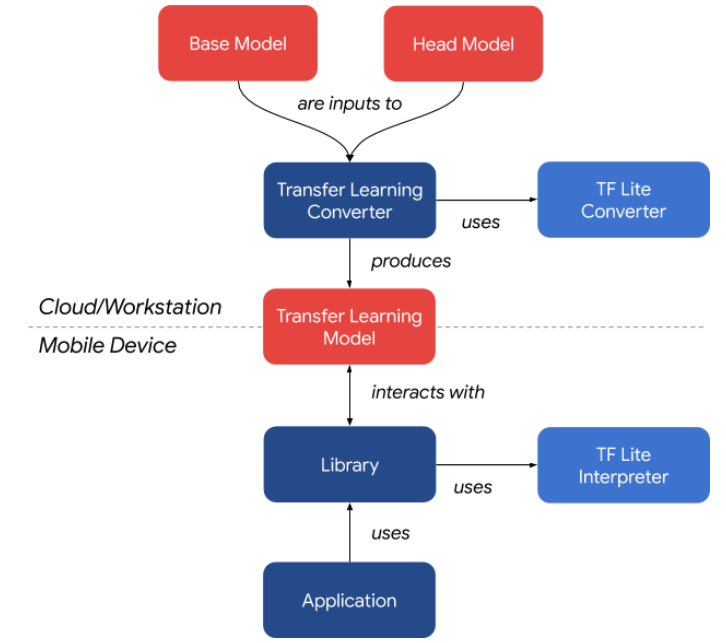 Base Model
Head Model
are inputs to
Transfer Learning
Converter
uses
TF Lite
Converter
produces
Cloud/Workstation
Transfer Learning
Model
Mobile Device
interacts with
Library
uses
TF Lite
Interpreter
uses
Application